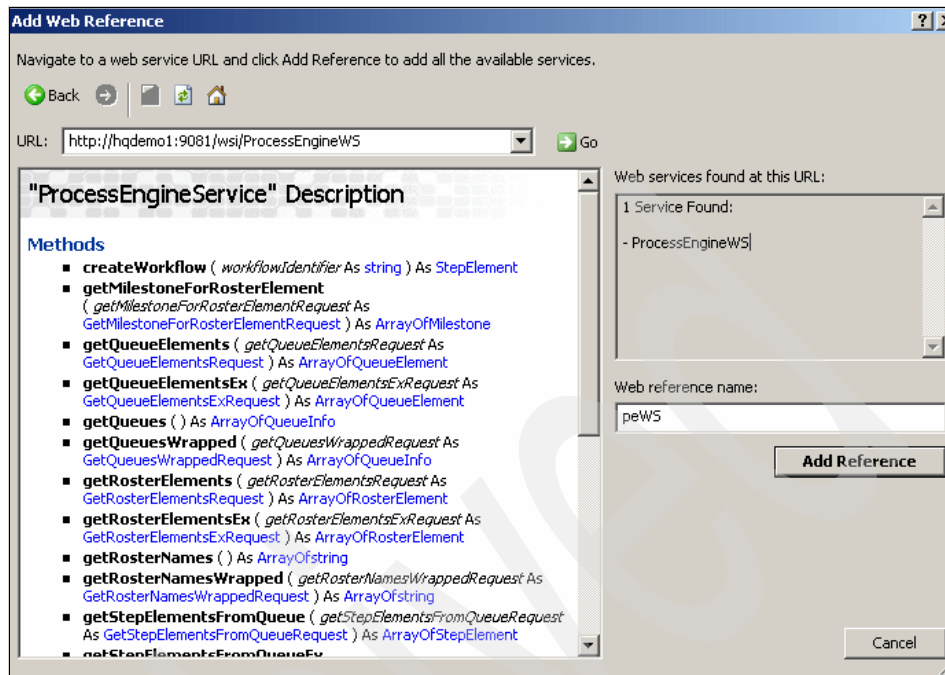 Add Web Reference
Navigate to a web service URL and click Add Reference to add all the available services.
Back
URL: http://hqdemo1:9081/wsi/ProcessEngineWS Go
"ProcessEngineService" Description
Methods
createWorkflow ( workflowIdentifier As string ) As StepElement
getMilestoneForRosterElement
( getMilestoneForRosterElementRequest As
GetMilestoneForRosterElementRequest ) As ArrayOfMilestone
getQueueElements ( getQueueElementsRequest As
GetQueueElementsRequest ) As ArrayOfQueueElement
getQueueElementsEx ( getQueueElementsExRequest As
GetQueueElementsExRequest ) As ArrayOfQueueElement
getQueues ( ) As ArrayOfQueueInfo
getQueuesWrapped ( getQueuesWrappedRequest As
GetQueuesWrappedRequest ) As ArrayOfQueueInfo
getRosterElements ( getRosterElementsRequest As
GetRosterElementsRequest ) As ArrayOfRosterElement
getRosterElementsEx ( getRosterElementsExRequest As
GetRosterElementsExRequest ) As ArrayOfRosterElement
getRosterNames ( ) As ArrayOfstring
getRosterNamesWrapped ( getRosterNamesWrappedRequest As
GetRosterNamesWrappedRequest ) As ArrayOfstring
getStepElementsFromQueue ( getStepElementsFromQueueRequest
As GetStepElementsFromQueueRequest ) As ArrayOfStepElement
getStepElementsFromQueueEx
Web services found at this URL:
1 Service Found:
- ProcessEngineWS
Web reference name:
peWS
Add Reference
Cancel